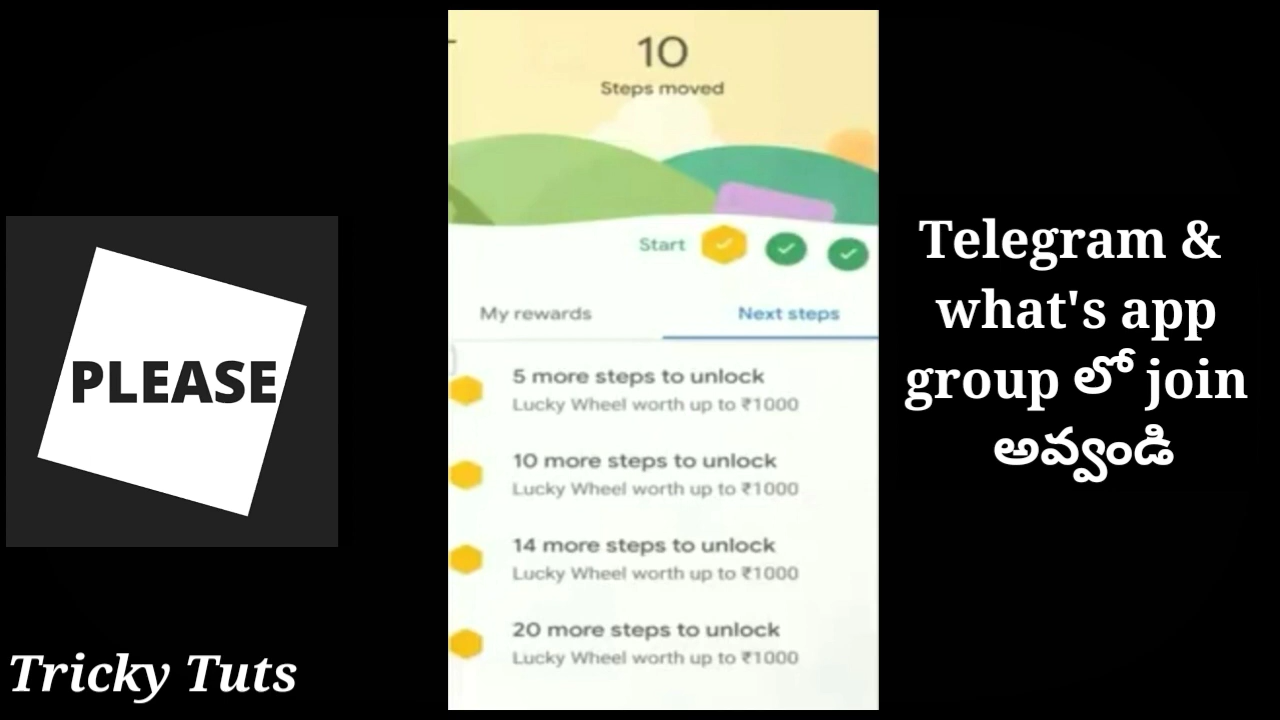 PLEASE
Tricky Tuts
10
Steps moved
Start
My rewards
Next steps
5 more steps to unlock
Lucky Wheel worth up to ₹1000
10 more steps to unlock
Lucky Wheel worth up to ₹1000
14 more steps to unlock
Lucky Wheel worth up to ₹1000
20 more steps to unlock
Lucky Wheel worth up to ₹1000
Telegram &
what's app
group లో join
అవ్వండి